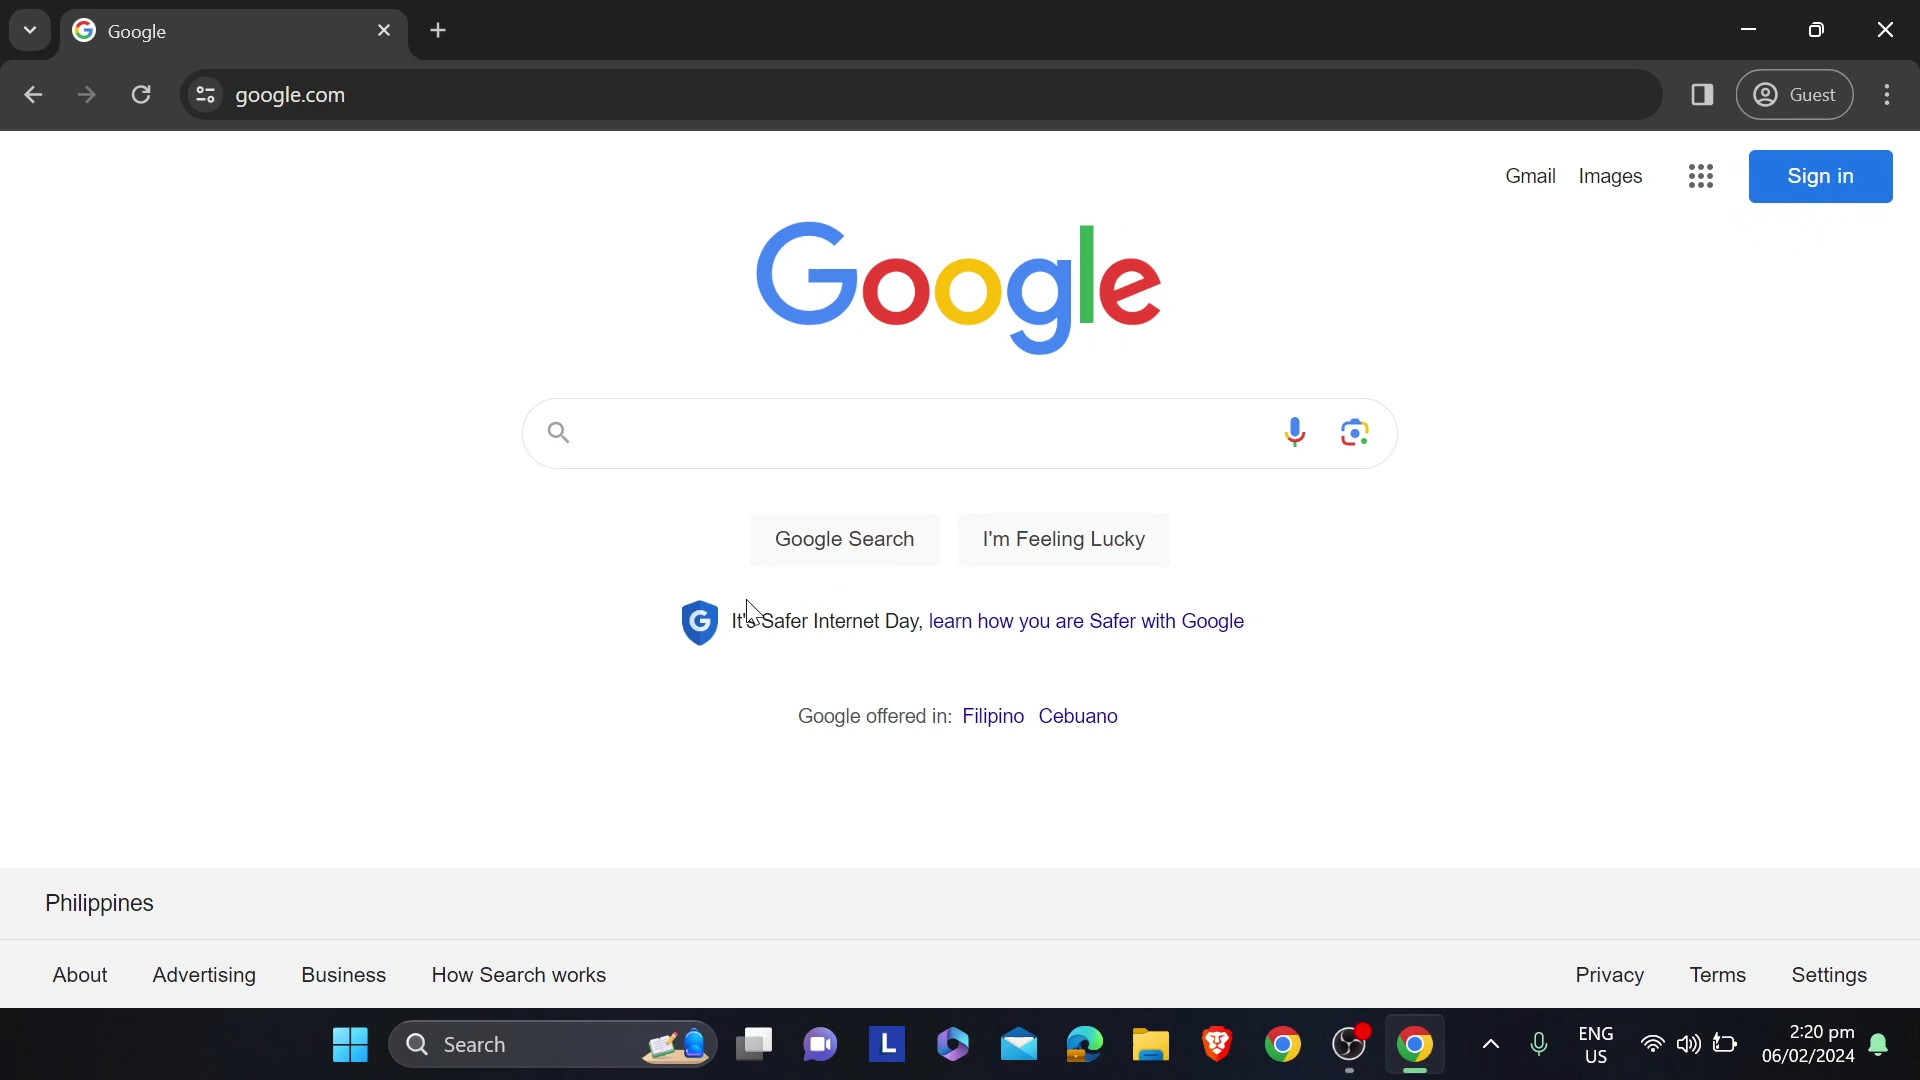 Google
google.com
Guest
Gmail Images Sign in
Google
Google Search I'm Feeling Lucky
It's Safer Internet Day, learn how you are Safer with Google
Google offered in: Filipino Cebuano
Philippines
About Advertising Business How Search works Privacy Terms Settings
Search L ENG
US
2:20 pm
06/02/2024